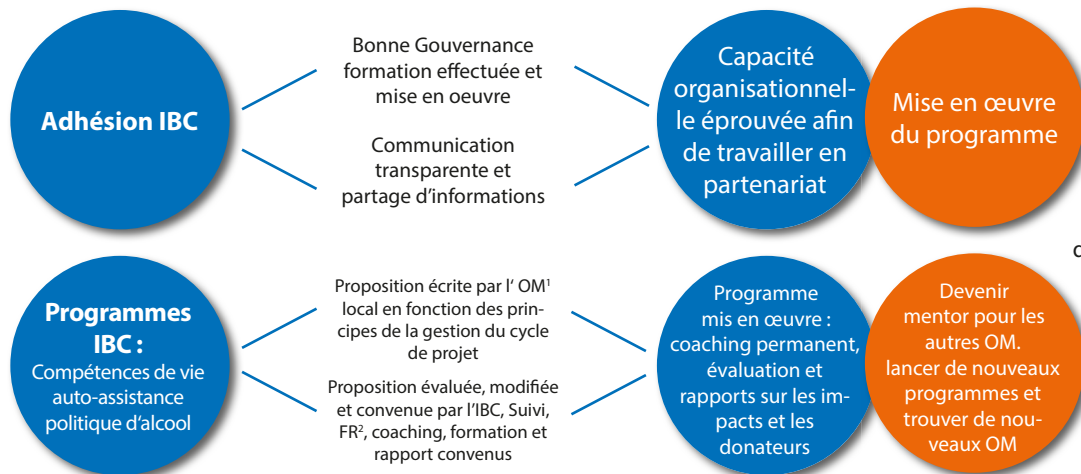 Adhésion IBC
Bonne Gouvernance
formation effectuée et
mise en oeuvre
Communication
transparente et
partage d'informations
Capacité
organisationnel-
le éprouvée afin
de travailler en
partenariat
Mise en œuvre
du programme
Programmes
IBC :
Compétences de vie
auto-assistance
politique d'alcool
Proposition écrite par l' OM¹
local en fonction des prin-
cipes de la gestion du cycle
de projet
Proposition évaluée, modifiée
et convenue par l'IBC, Suivi,
FR², coaching, formation et
rapport convenus
Programme
mis en œuvre :
coaching permanent,
évaluation et
rapports sur les im-
pacts et les
donateurs
Devenir
mentor pour les
autres OM.
lancer de nouveaux
programmes et
trouver de nou-
veaux OM